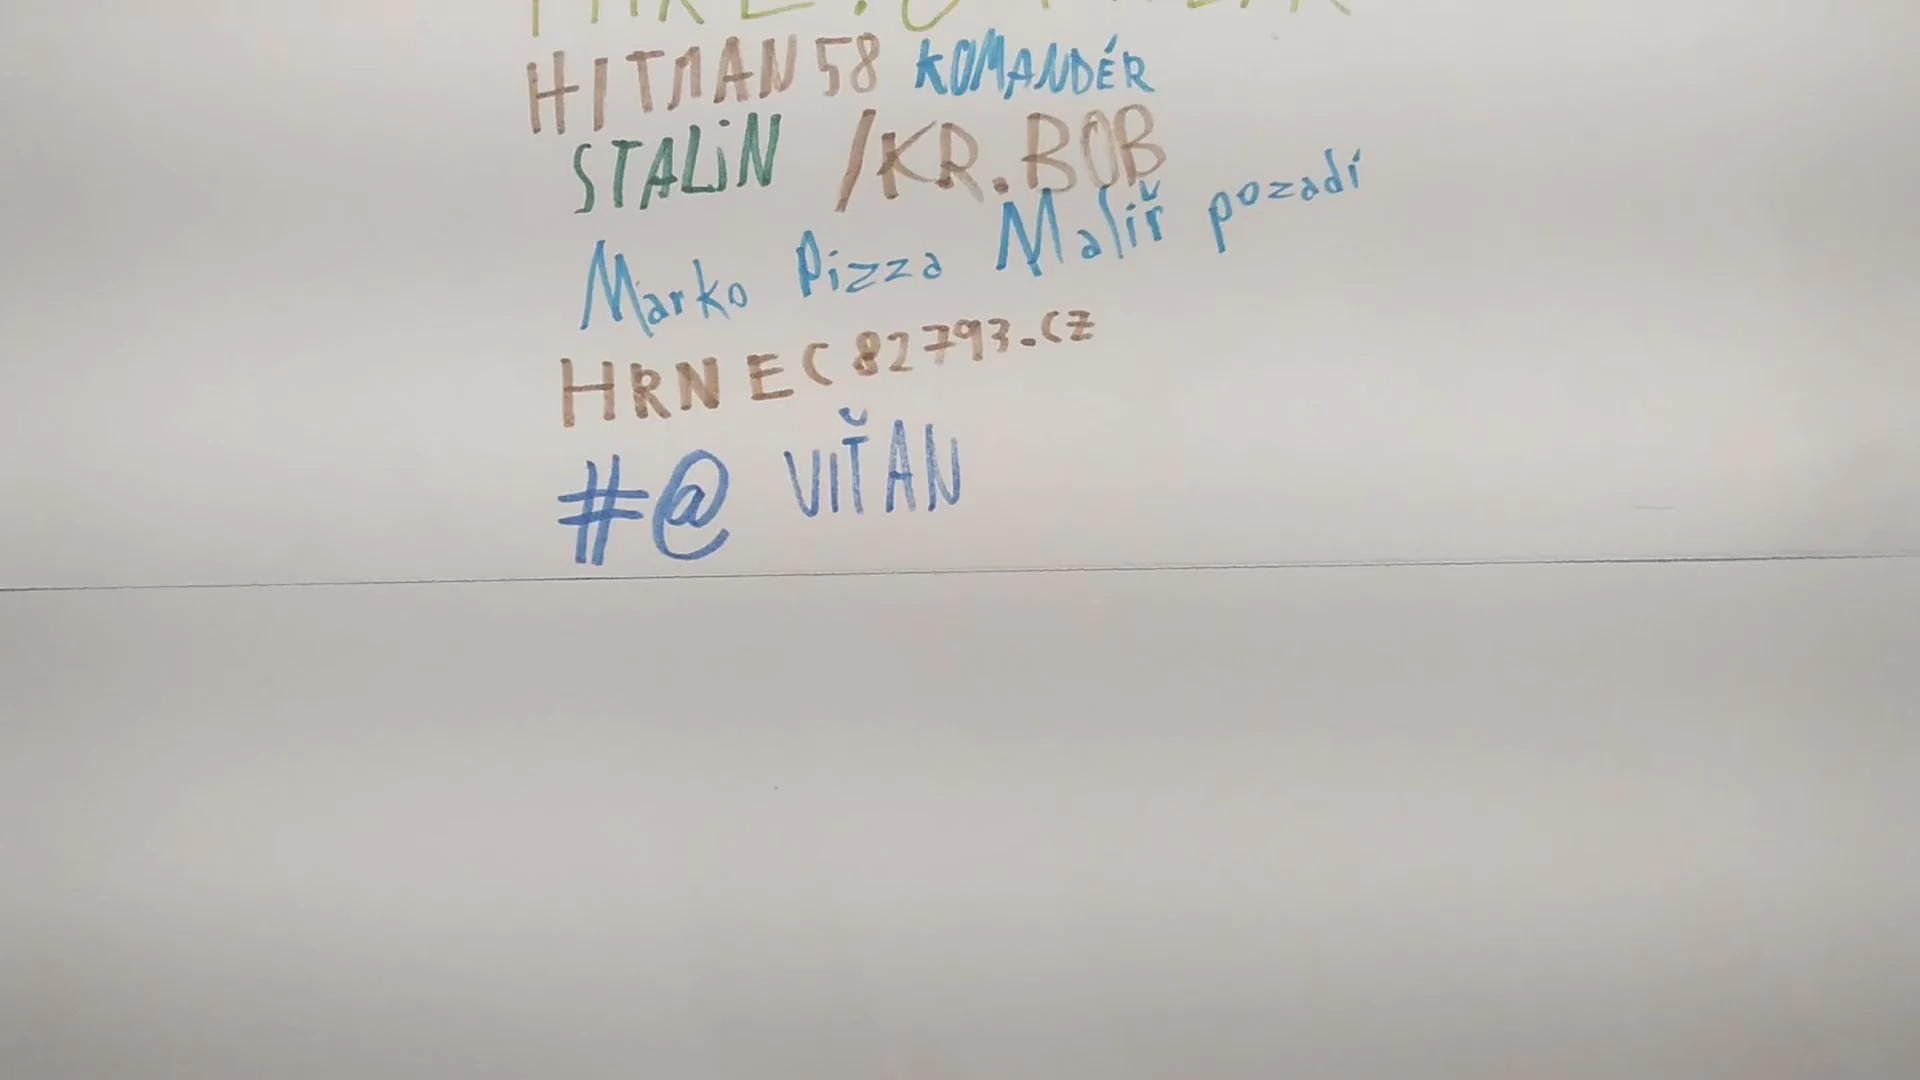 HITMAN58 KOMANDÉR
STALiN /KR.BOB
Marko Pizza Malíř pozadí
HRNEC82793.CZ
#@ VIŤAN